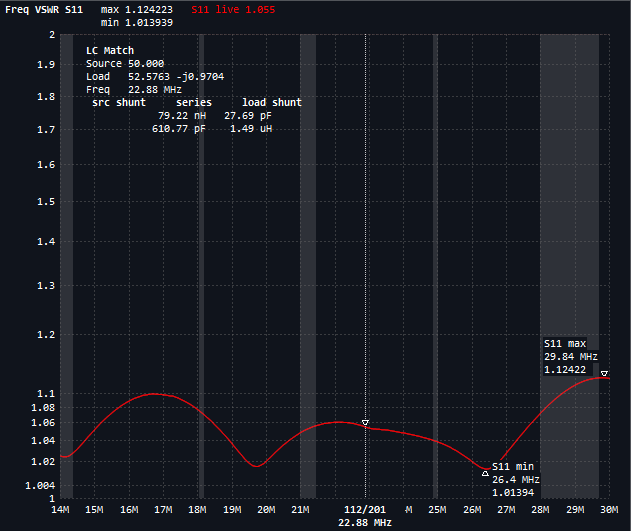 Freq VSWR S11 max 1.124223 S11 live 1.055
min 1.013939
2
LC Match
Source 50.000
1.9
Load 52.5763 -j0.9704
Freq 22.88 MHz
1.8
src shunt series load shunt
79.22 nH 27.69 pF
610.77 pF 1.49 uH
1.7
1.6
1.5
1.4
1.3
1.2
S11 max
29.84 MHz
1.12422
1.1
1.08
1.06
1.04
1.02
S11 min
26.4 MHz
1.01394
1.004
1
14M 15M 16M 17M 18M 19M 20M 21M 112/201 M 25M 26M 27M 28M 29M 30M
22.88 MHz